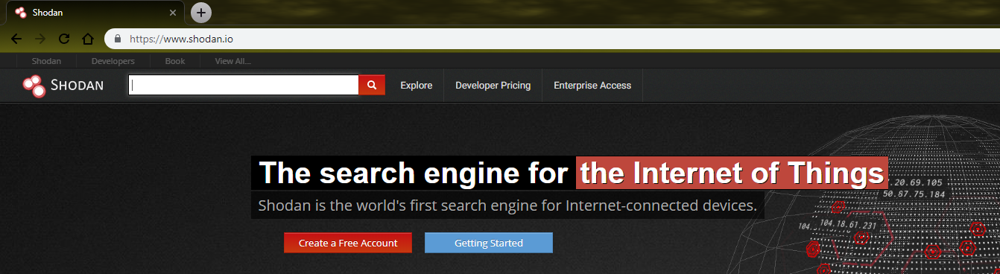 Shodan
https://www.shodan.io
Shodan Developers Book View All...
SHODAN Explore Developer Pricing Enterprise Access
The search engine for the Internet of Things
Shodan is the world's first search engine for Internet-connected devices.
.20.69.105
50.87.75.184
104. 104.18.61.231
Create a Free Account Getting Started